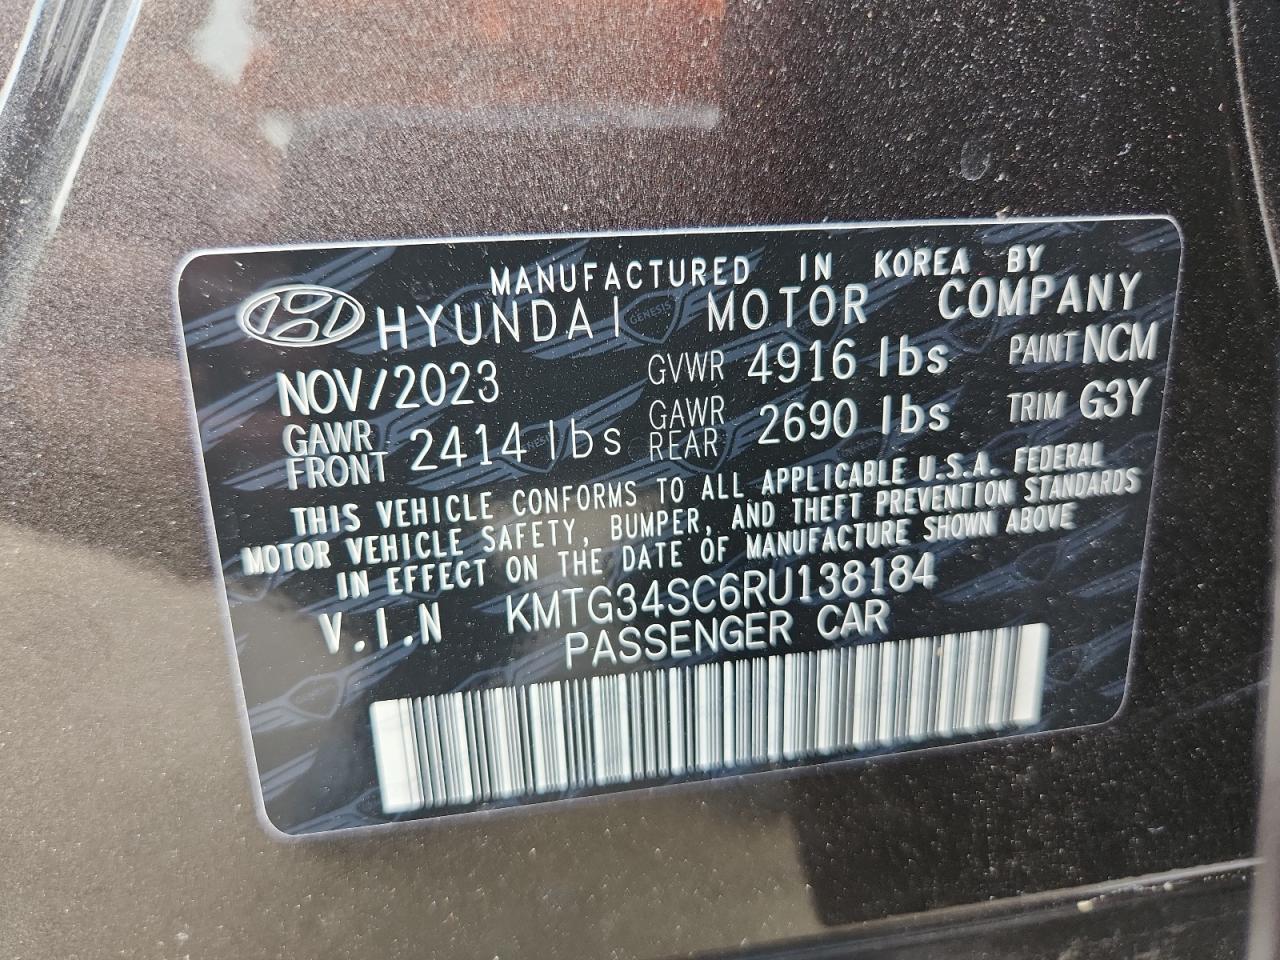 MANUFACTURED IN KOREA BY
HYUNDAI MOTOR COMPANY
NOV/2023 GVWR 4916 lbs PAINT NCM
GAWR FRONT 2414 lbs GAWR REAR 2690 lbs TRIM G3Y
THIS VEHICLE CONFORMS TO ALL APPLICABLE U.S.A. FEDERAL
MOTOR VEHICLE SAFETY, BUMPER, AND THEFT PREVENTION STANDARDS
IN EFFECT ON THE DATE OF MANUFACTURE SHOWN ABOVE
V.I.N KMTG34SC6RU138184
PASSENGER CAR